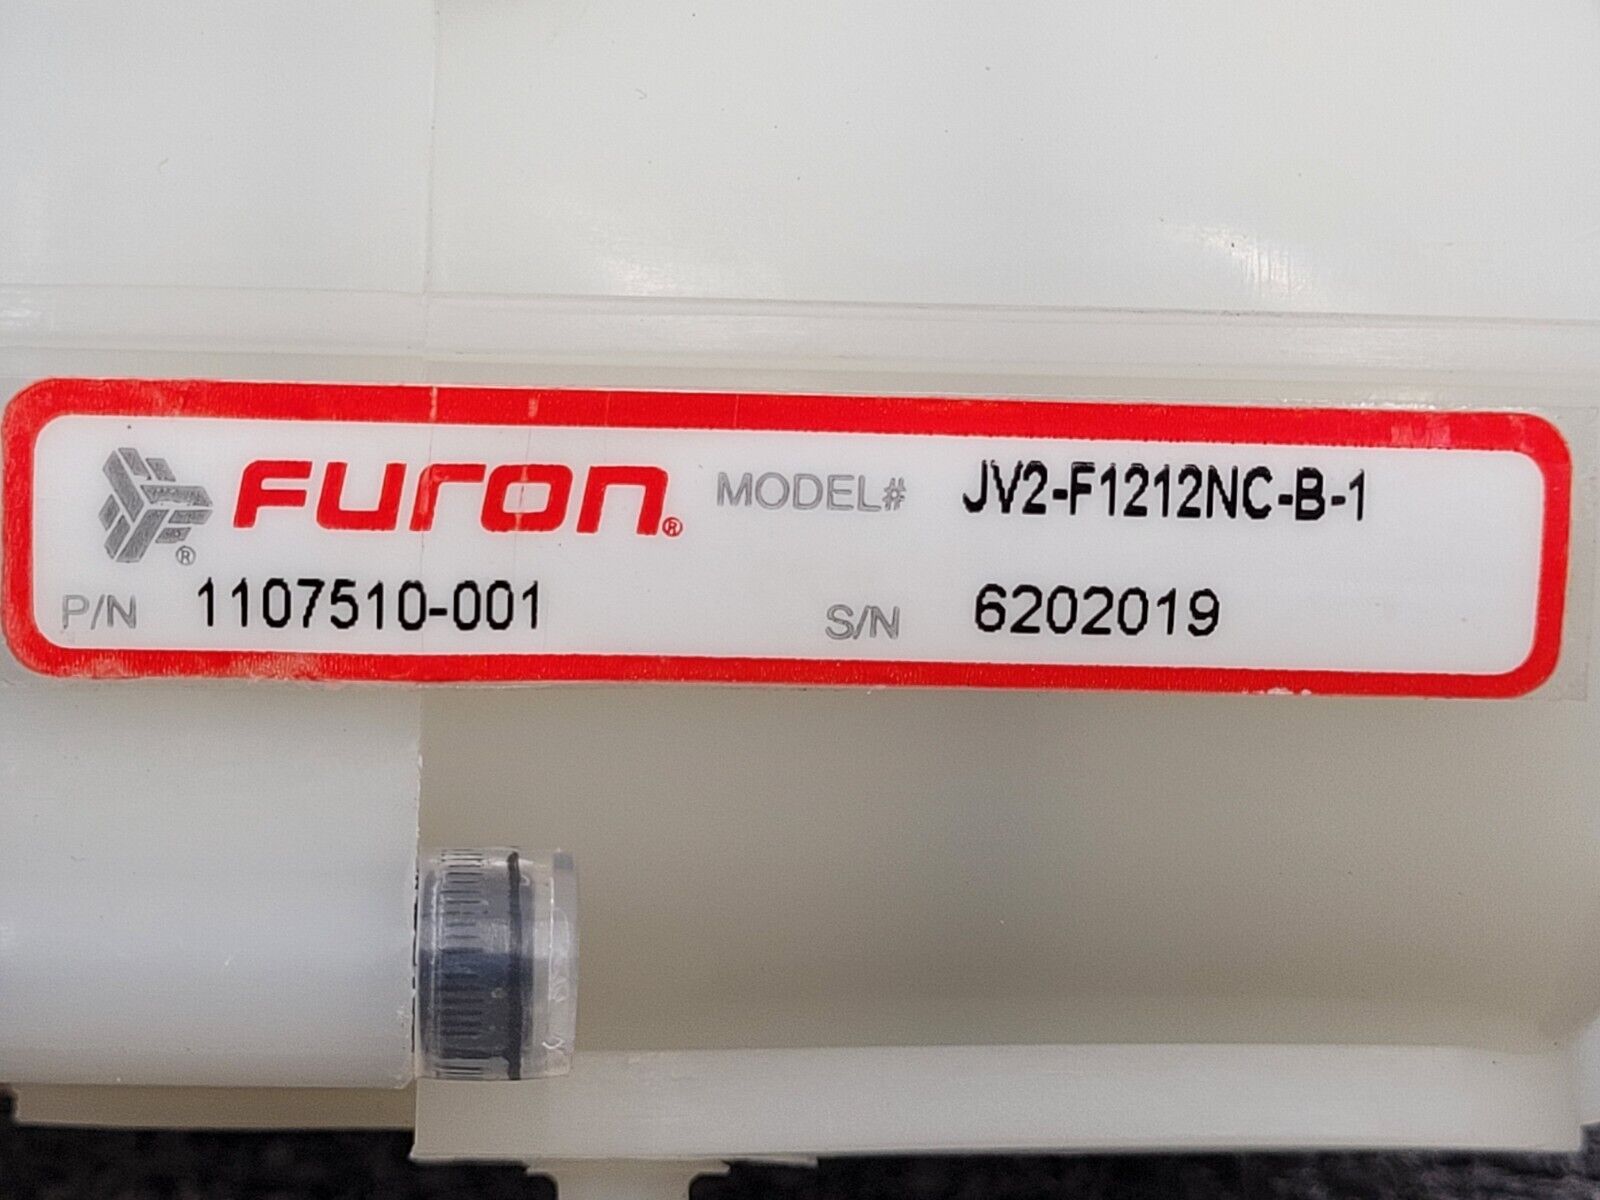 Furon® MODEL# JV2-F1212NC-B-1
® P/N 1107510-001 S/N 6202019